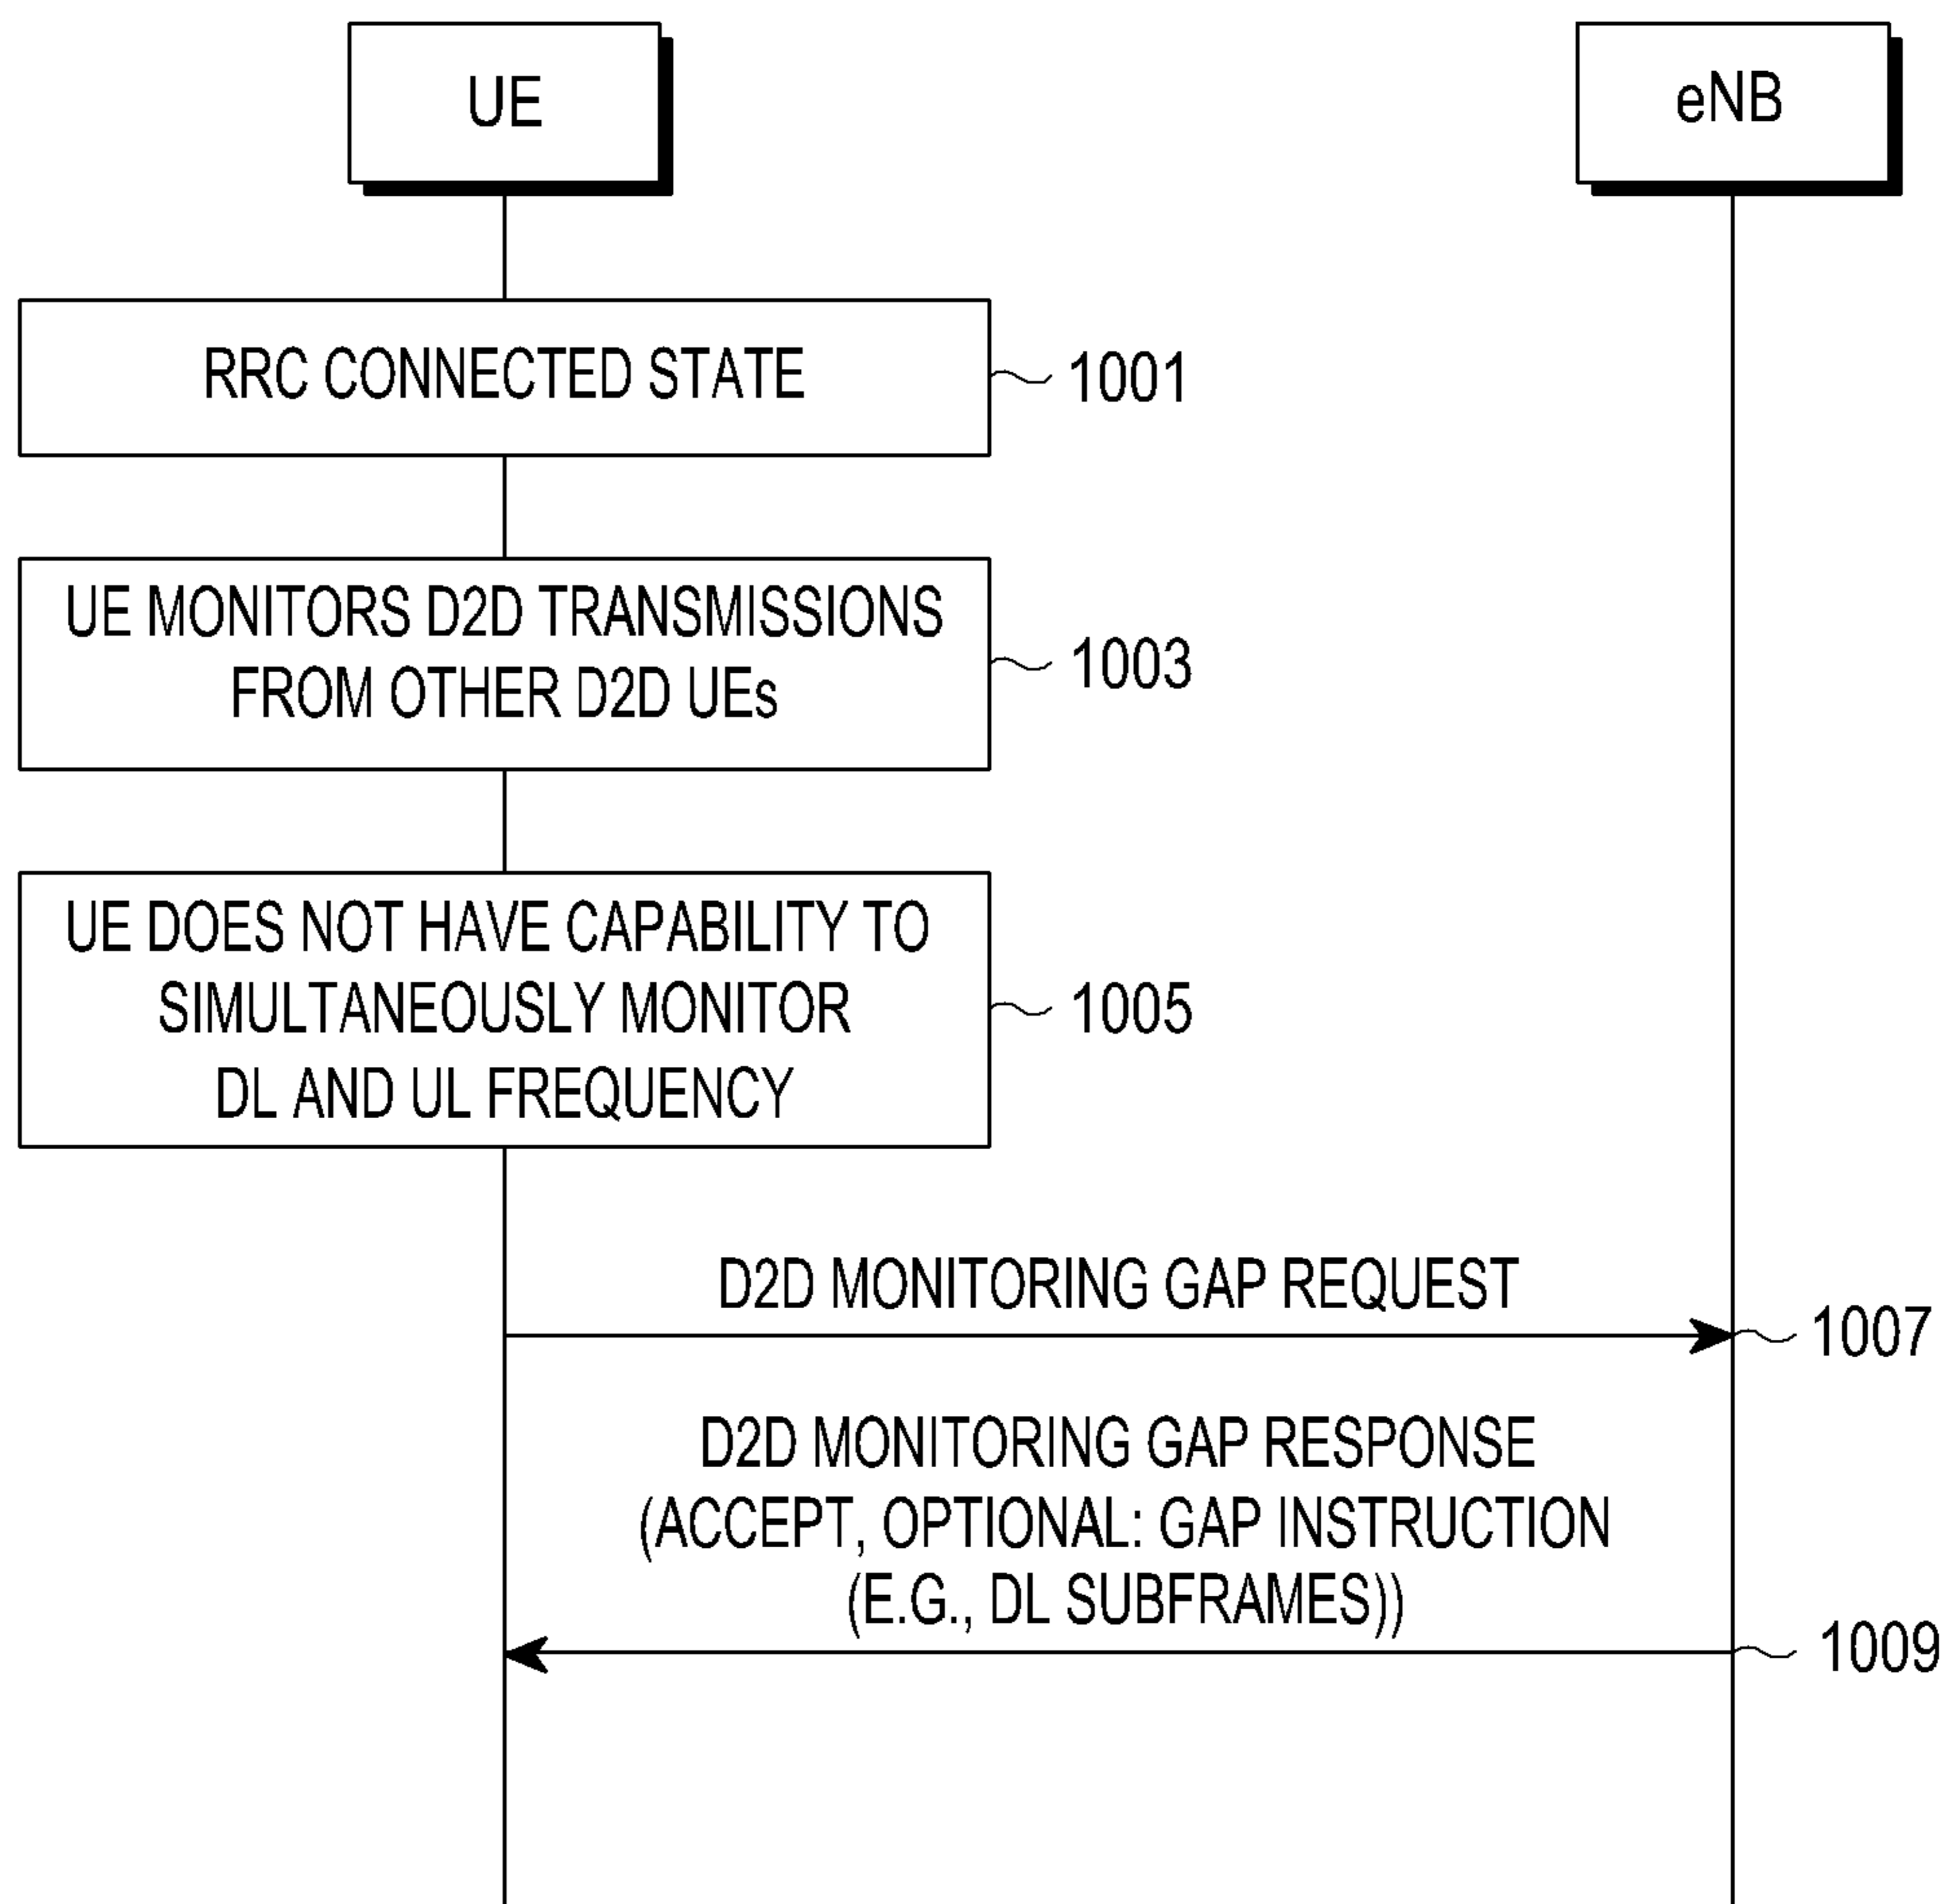 UE
eNB
RRC CONNECTED STATE
1001
UE MONITORS D2D TRANSMISSIONS
FROM OTHER D2D UEs
1003
UE DOES NOT HAVE CAPABILITY TO
SIMULTANEOUSLY MONITOR
DL AND UL FREQUENCY
1005
D2D MONITORING GAP REQUEST
1007
D2D MONITORING GAP RESPONSE
(ACCEPT, OPTIONAL: GAP INSTRUCTION
(E.G., DL SUBFRAMES))
1009